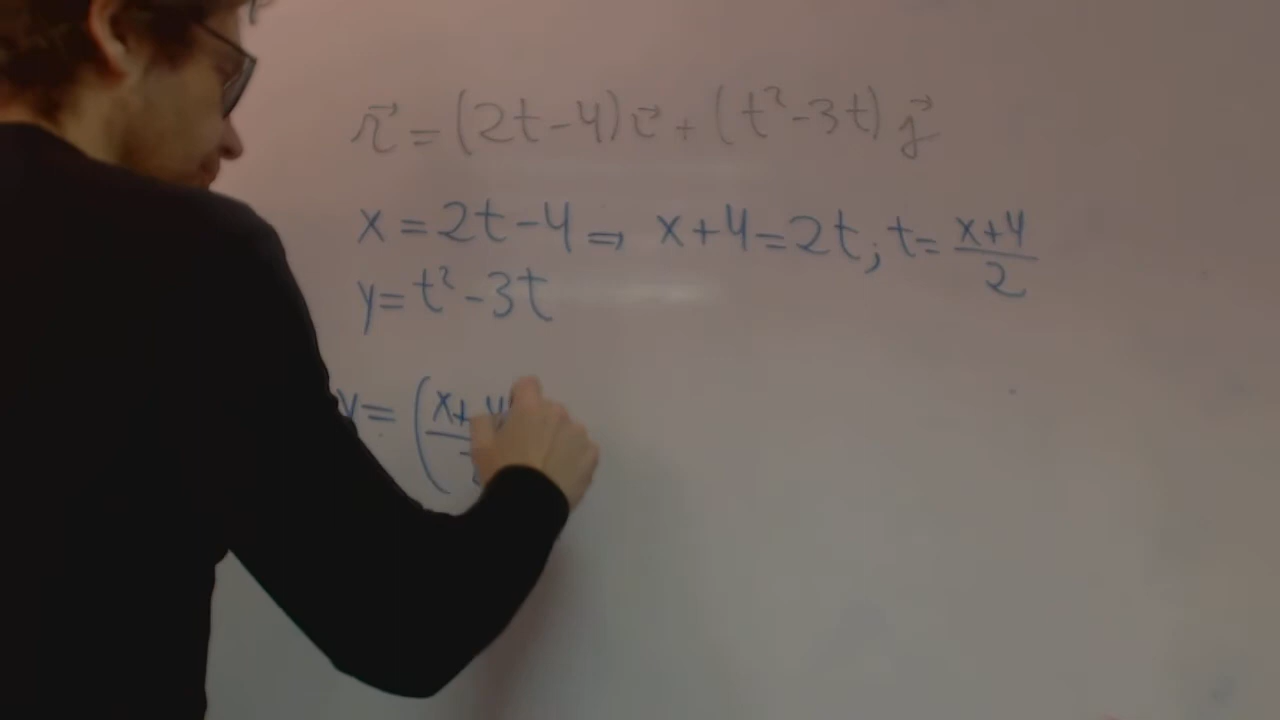 r⃗ = (2t-4)i⃗ + (t²-3t) j⃗
x = 2t-4 ⇒ x+4=2t; t= (x+4)/2
y= t²-3t
y= (x+4